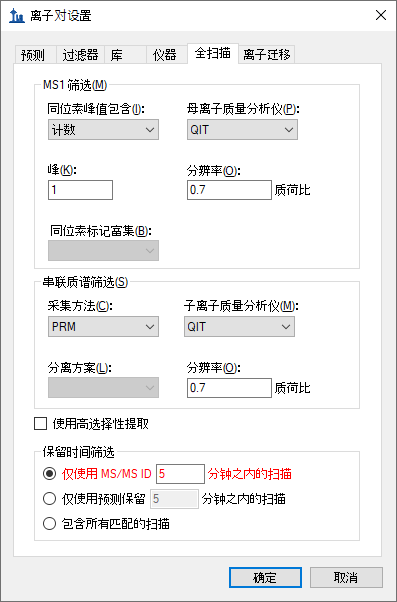 离子对设置
预测 过滤器 库 仪器 全扫描 离子迁移
MS1 筛选(M)
同位素峰值包含(I): 母离子质量分析仪(P):
计数 QIT
峰(K): 分辨率(O):
1 0.7 质荷比
同位素标记富集(B):
串联质谱筛选(S)
采集方法(C): 子离子质量分析仪(M):
PRM QIT
分离方案(L): 分辨率(O):
0.7 质荷比
使用高选择性提取
保留时间筛选
仅使用 MS/MS ID 5 分钟之内的扫描
仅使用预测保留 5 分钟之内的扫描
包含所有匹配的扫描
确定 取消